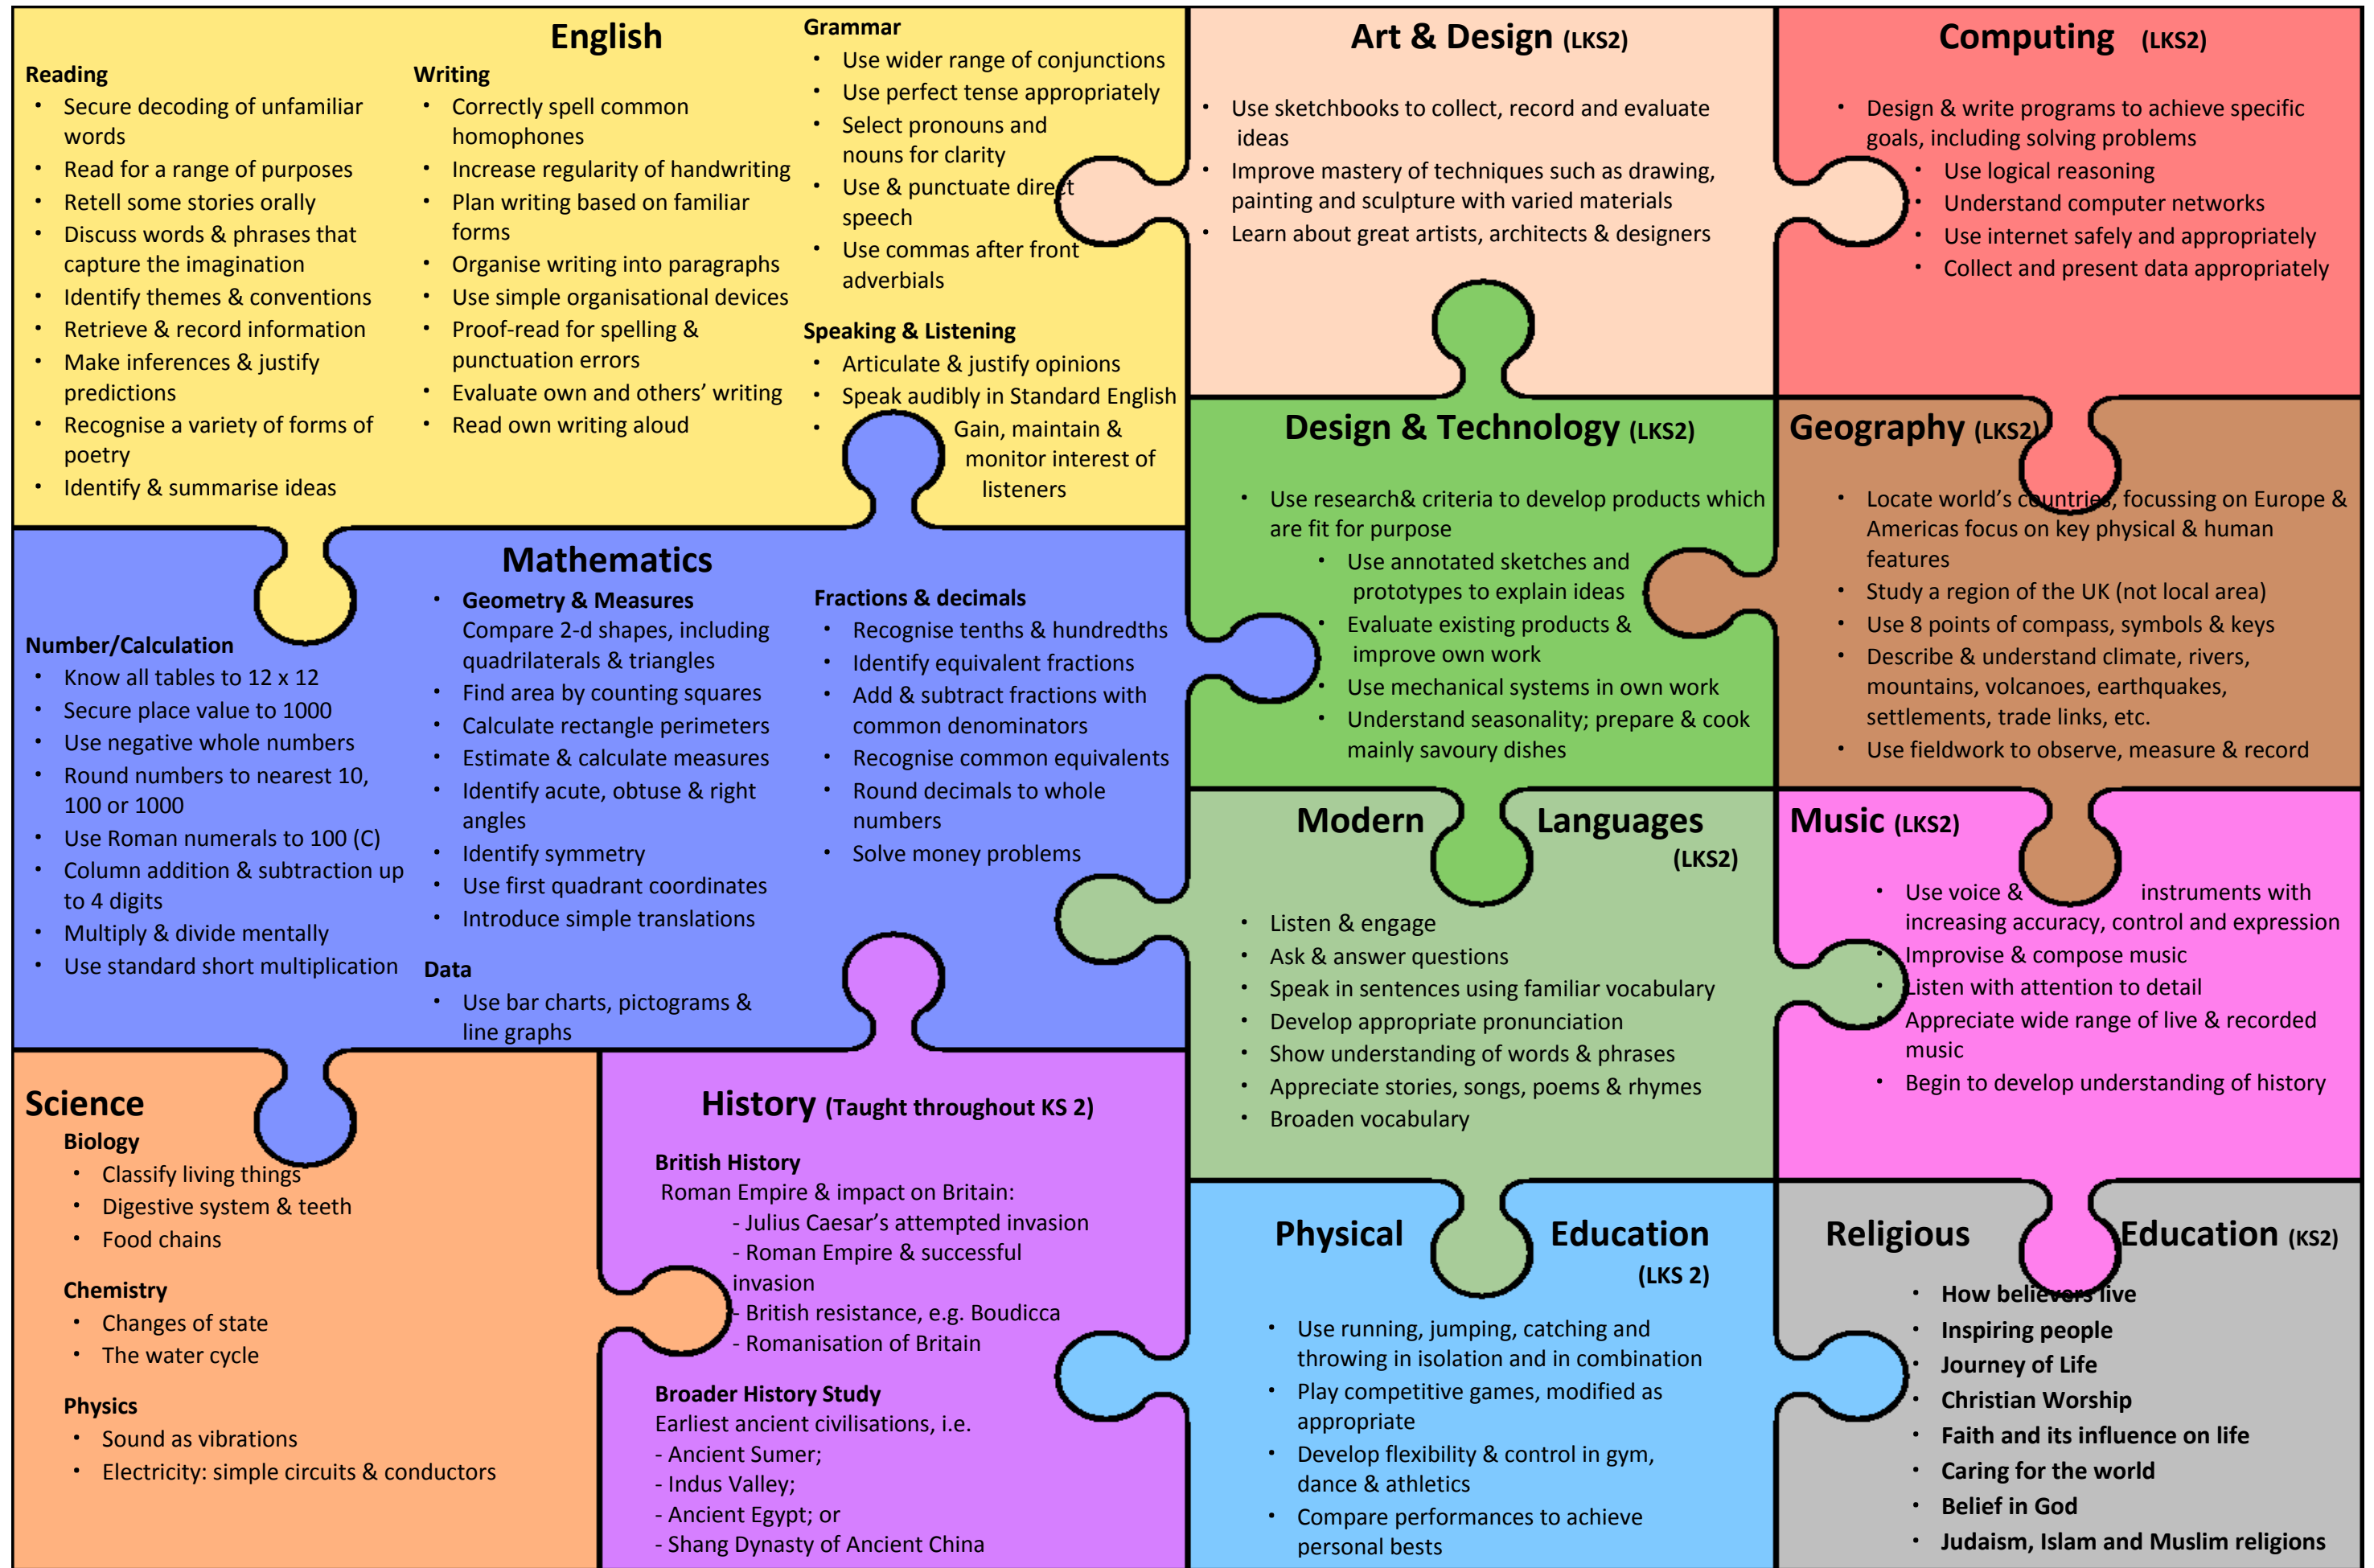 English
Reading
• Secure decoding of unfamiliar
words
• Read for a range of purposes
• Retell some stories orally
• Discuss words & phrases that
capture the imagination
• Identify themes & conventions
• Retrieve & record information
• Make inferences & justify
predictions
• Recognise a variety of forms of
poetry
• Identify & summarise ideas
Writing
• Correctly spell common
homophones
• Increase regularity of handwriting
• Plan writing based on familiar
forms
• Organise writing into paragraphs
• Use simple organisational devices
• Proof-read for spelling &
punctuation errors
• Evaluate own and others’ writing
• Read own writing aloud
Grammar
• Use wider range of conjunctions
• Use perfect tense appropriately
• Select pronouns and
nouns for clarity
• Use & punctuate direct
speech
• Use commas after front
adverbials
Speaking & Listening
• Articulate & justify opinions
• Speak audibly in Standard English
• Gain, maintain &
monitor interest of
listeners
Art & Design (LKS2)
• Use sketchbooks to collect, record and evaluate
ideas
• Improve mastery of techniques such as drawing,
painting and sculpture with varied materials
• Learn about great artists, architects & designers
Computing (LKS2)
• Design & write programs to achieve specific
goals, including solving problems
• Use logical reasoning
• Understand computer networks
• Use internet safely and appropriately
• Collect and present data appropriately
Mathematics
Number/Calculation
• Know all tables to 12 x 12
• Secure place value to 1000
• Use negative whole numbers
• Round numbers to nearest 10,
100 or 1000
• Use Roman numerals to 100 (C)
• Column addition & subtraction up
to 4 digits
• Multiply & divide mentally
• Use standard short multiplication
• Geometry & Measures
Compare 2-d shapes, including
quadrilaterals & triangles
• Find area by counting squares
• Calculate rectangle perimeters
• Estimate & calculate measures
• Identify acute, obtuse & right
angles
• Identify symmetry
• Use first quadrant coordinates
• Introduce simple translations
Data
• Use bar charts, pictograms &
line graphs
Fractions & decimals
• Recognise tenths & hundredths
• Identify equivalent fractions
• Add & subtract fractions with
common denominators
• Recognise common equivalents
• Round decimals to whole
numbers
• Solve money problems
Design & Technology (LKS2)
• Use research& criteria to develop products which
are fit for purpose
• Use annotated sketches and
prototypes to explain ideas
• Evaluate existing products &
improve own work
• Use mechanical systems in own work
• Understand seasonality; prepare & cook
mainly savoury dishes
Geography (LKS2)
• Locate world’s countries, focussing on Europe &
Americas focus on key physical & human
features
• Study a region of the UK (not local area)
• Use 8 points of compass, symbols & keys
• Describe & understand climate, rivers,
mountains, volcanoes, earthquakes,
settlements, trade links, etc.
• Use fieldwork to observe, measure & record
Modern Languages
(LKS2)
• Listen & engage
• Ask & answer questions
• Speak in sentences using familiar vocabulary
• Develop appropriate pronunciation
• Show understanding of words & phrases
• Appreciate stories, songs, poems & rhymes
• Broaden vocabulary
Music (LKS2)
• Use voice & instruments with
increasing accuracy, control and expression
• Improvise & compose music
• Listen with attention to detail
• Appreciate wide range of live & recorded
music
• Begin to develop understanding of history
Science
Biology
• Classify living things
• Digestive system & teeth
• Food chains
Chemistry
• Changes of state
• The water cycle
Physics
• Sound as vibrations
• Electricity: simple circuits & conductors
History (Taught throughout KS 2)
British History
Roman Empire & impact on Britain:
- Julius Caesar’s attempted invasion
- Roman Empire & successful
invasion
- British resistance, e.g. Boudicca
- Romanisation of Britain
Broader History Study
Earliest ancient civilisations, i.e.
- Ancient Sumer;
- Indus Valley;
- Ancient Egypt; or
- Shang Dynasty of Ancient China
Physical Education
(LKS 2)
• Use running, jumping, catching and
throwing in isolation and in combination
• Play competitive games, modified as
appropriate
• Develop flexibility & control in gym,
dance & athletics
• Compare performances to achieve
personal bests
Religious Education (KS2)
• How believers live
• Inspiring people
• Journey of Life
• Christian Worship
• Faith and its influence on life
• Caring for the world
• Belief in God
• Judaism, Islam and Muslim religions